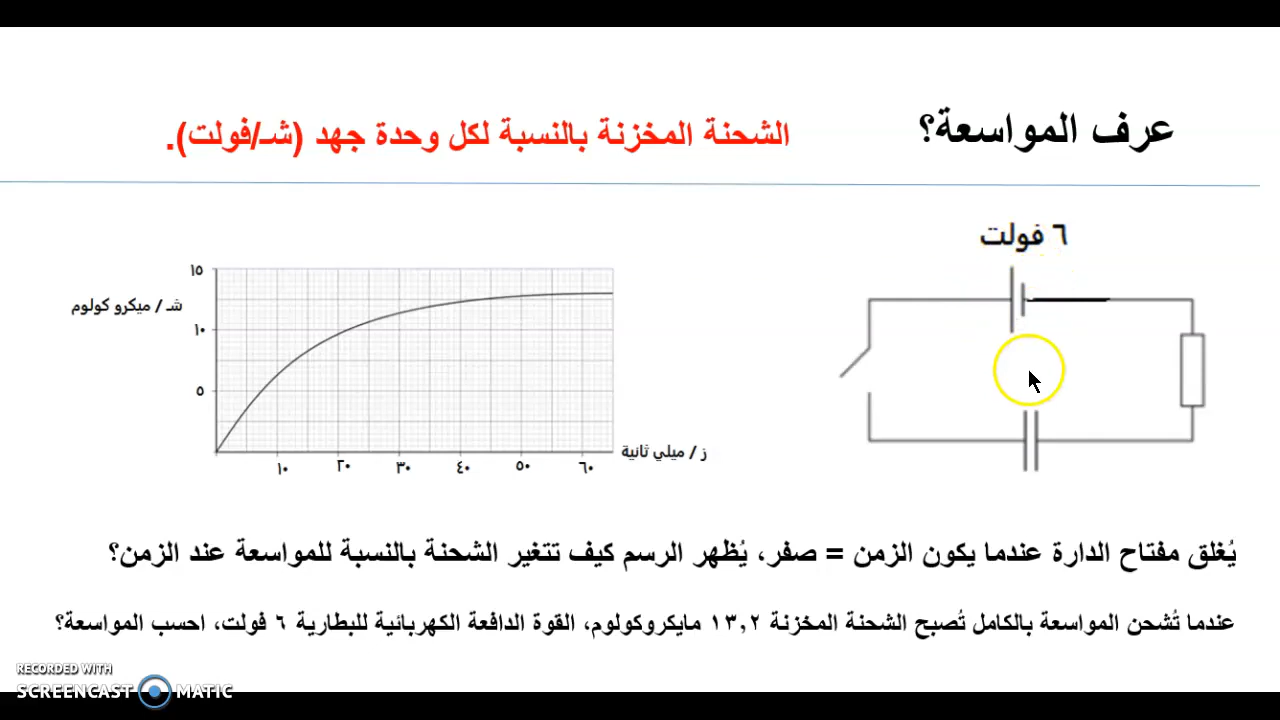 عرف المواسعة؟
الشحنة المخزنة بالنسبة لكل وحدة جهد (شـ/فولت).
٦ فولت
شـ / ميكرو كولوم
١٥
١٠
٥
١٠ ٢٠ ٣٠ ٤٠ ٥٠ ٦٠
ز / ميلي ثانية
يُغلق مفتاح الدارة عندما يكون الزمن = صفر، يُظهر الرسم كيف تتغير الشحنة بالنسبة للمواسعة عند الزمن؟
عندما تُشحن المواسعة بالكامل تُصبح الشحنة المخزنة ١٣,٢ مايكروكولوم، القوة الدافعة الكهربائية للبطارية ٦ فولت، احسب المواسعة؟
RECORDED WITH
SCREENCAST MATIC